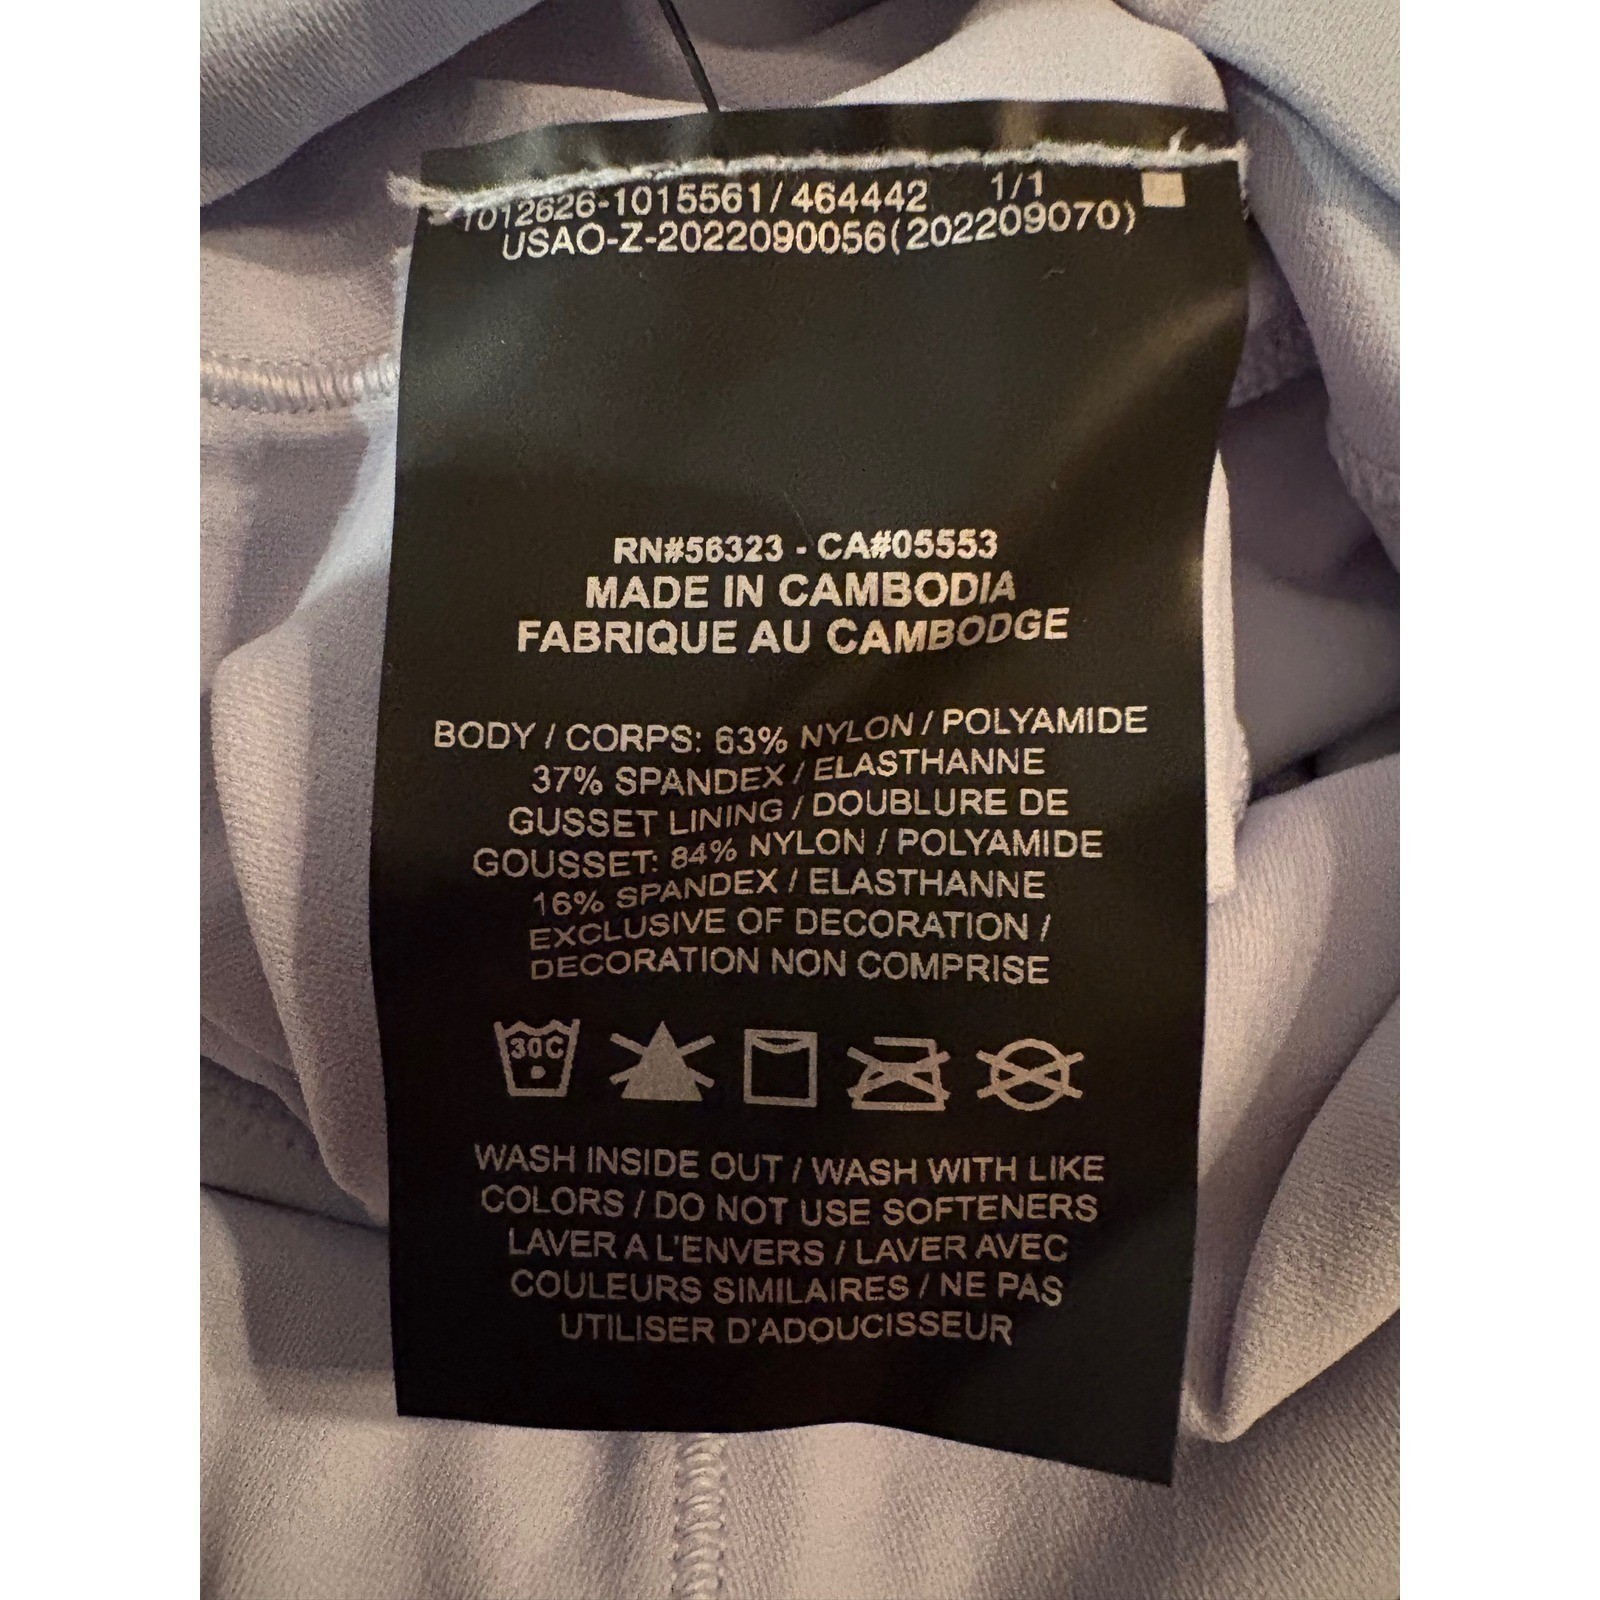 1012626-1015561/464442 1/1
USAO-Z-2022090056(202209070)
RN#56323 - CA#05553
MADE IN CAMBODIA
FABRIQUE AU CAMBODGE
BODY / CORPS: 63% NYLON / POLYAMIDE
37% SPANDEX / ELASTHANNE
GUSSET LINING / DOUBLURE DE
GOUSSET: 84% NYLON / POLYAMIDE
16% SPANDEX / ELASTHANNE
EXCLUSIVE OF DECORATION /
DECORATION NON COMPRISE
30C
WASH INSIDE OUT / WASH WITH LIKE
COLORS / DO NOT USE SOFTENERS
LAVER A L'ENVERS / LAVER AVEC
COULEURS SIMILAIRES / NE PAS
UTILISER D'ADOUCISSEUR